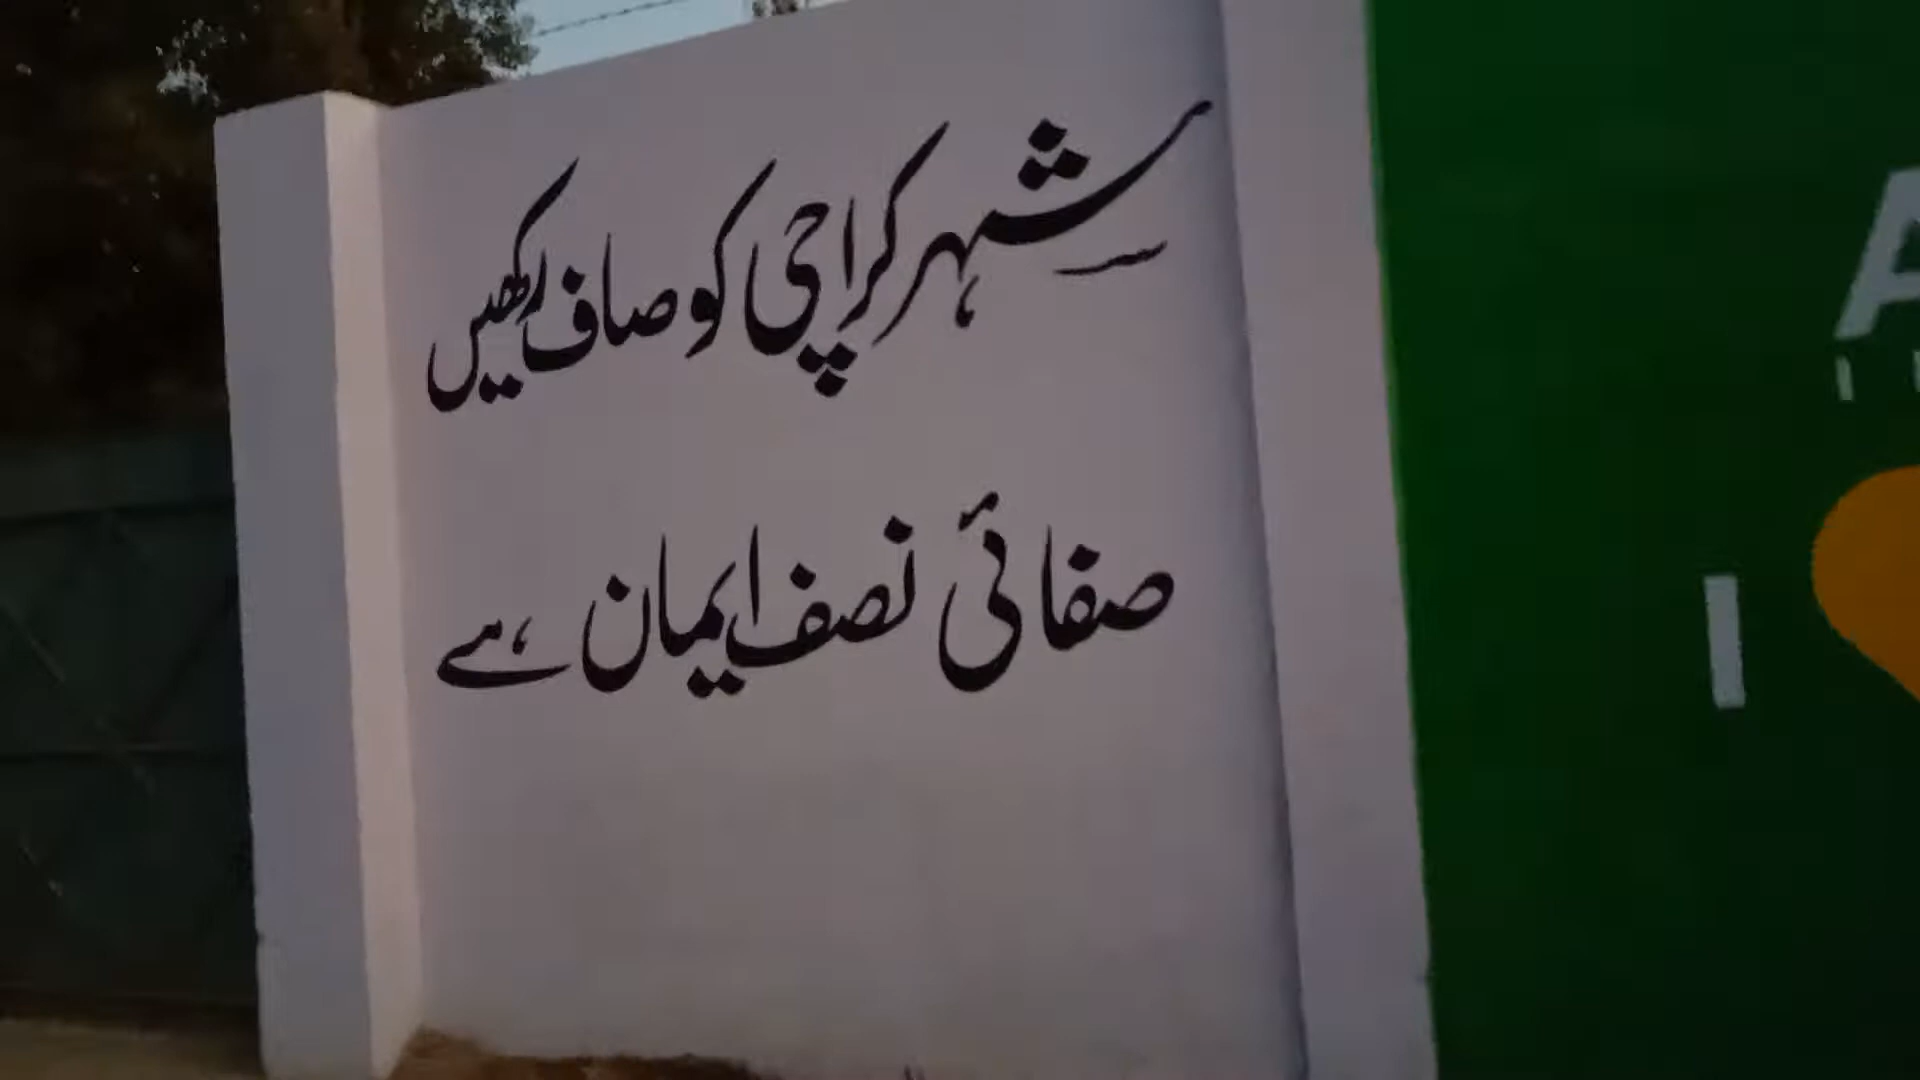 شہر کراچی کو صاف رکھیں
صفائی نصف ایمان ہے
I